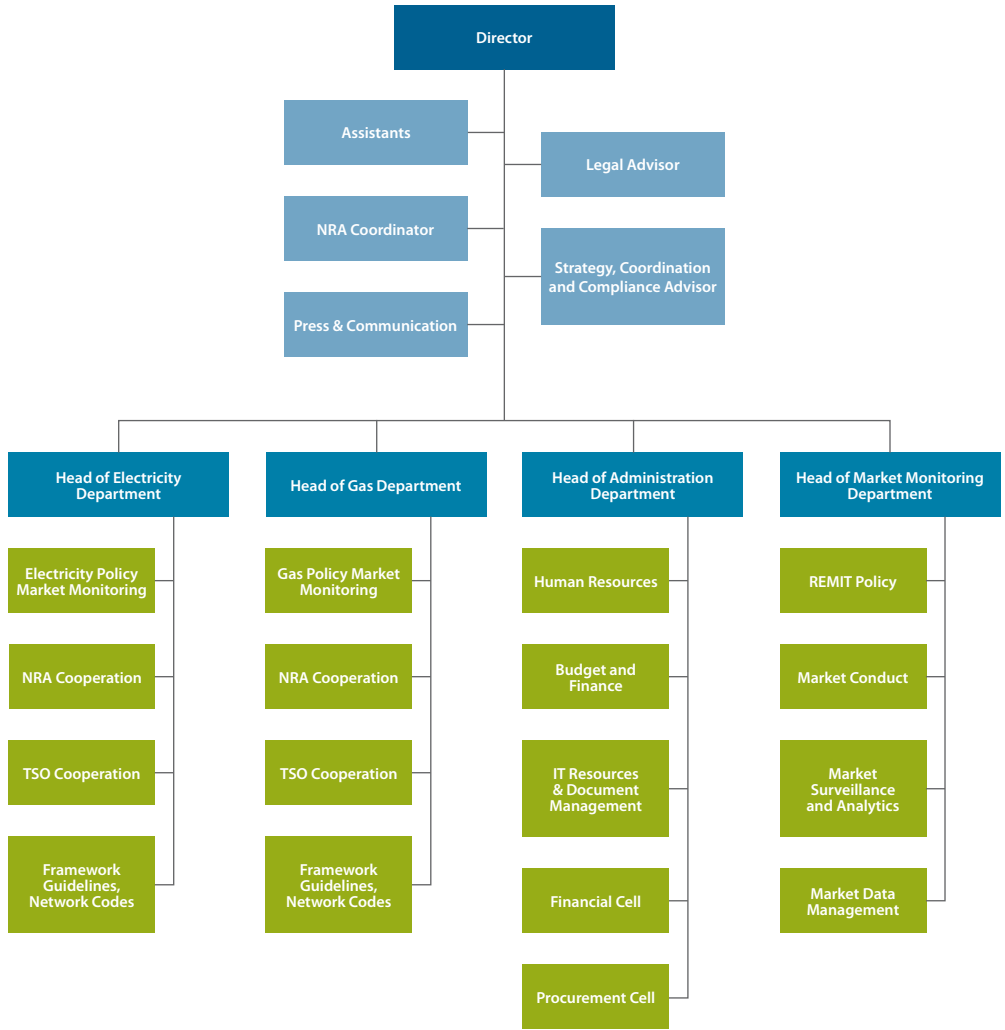 Director
Assistants
Legal Advisor
NRA Coordinator
Strategy, Coordination
and Compliance Advisor
Press & Communication
Head of Electricity
Department
Electricity Policy
Market Monitoring
NRA Cooperation
TSO Cooperation
Framework
Guidelines,
Network Codes
Head of Gas Department
Gas Policy Market
Monitoring
NRA Cooperation
TSO Cooperation
Framework
Guidelines,
Network Codes
Head of Administration
Department
Human Resources
Budget and
Finance
IT Resources
& Document
Management
Financial Cell
Procurement Cell
Head of Market Monitoring
Department
REMIT Policy
Market Conduct
Market
Surveillance
and Analytics
Market Data
Management